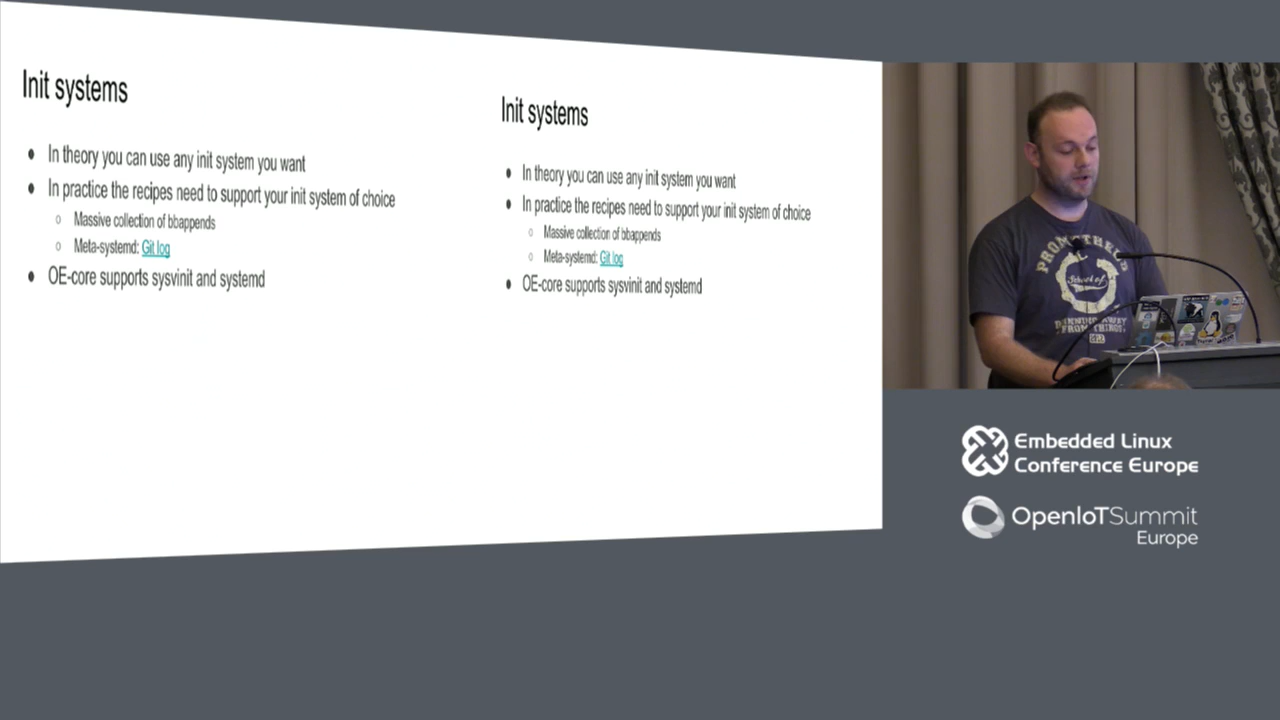 Init systems
In theory you can use any init system you want
In practice the recipes need to support your init system of choice
Massive collection of bbappends
Meta-systemd: Git log
OE-core supports sysvinit and systemd
Init systems
In theory you can use any init system you want
In practice the recipes need to support your init system of choice
Massive collection of bbappends
Meta-systemd: Git log
OE-core supports sysvinit and systemd
PROMETHEUS
School of
Embedded Linux
Conference Europe
OpenIoTSummit
Europe